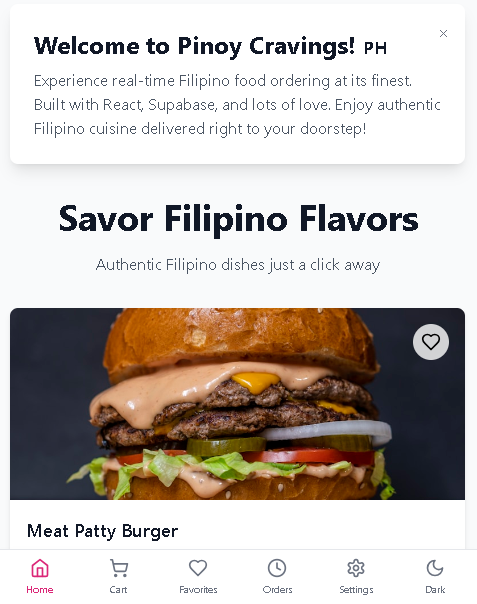 Welcome to Pinoy Cravings! PH
Experience real-time Filipino food ordering at its finest.
Built with React, Supabase, and lots of love. Enjoy authentic
Filipino cuisine delivered right to your doorstep!
Savor Filipino Flavors
Authentic Filipino dishes just a click away
Meat Patty Burger
Home Cart Favorites Orders Settings Dark